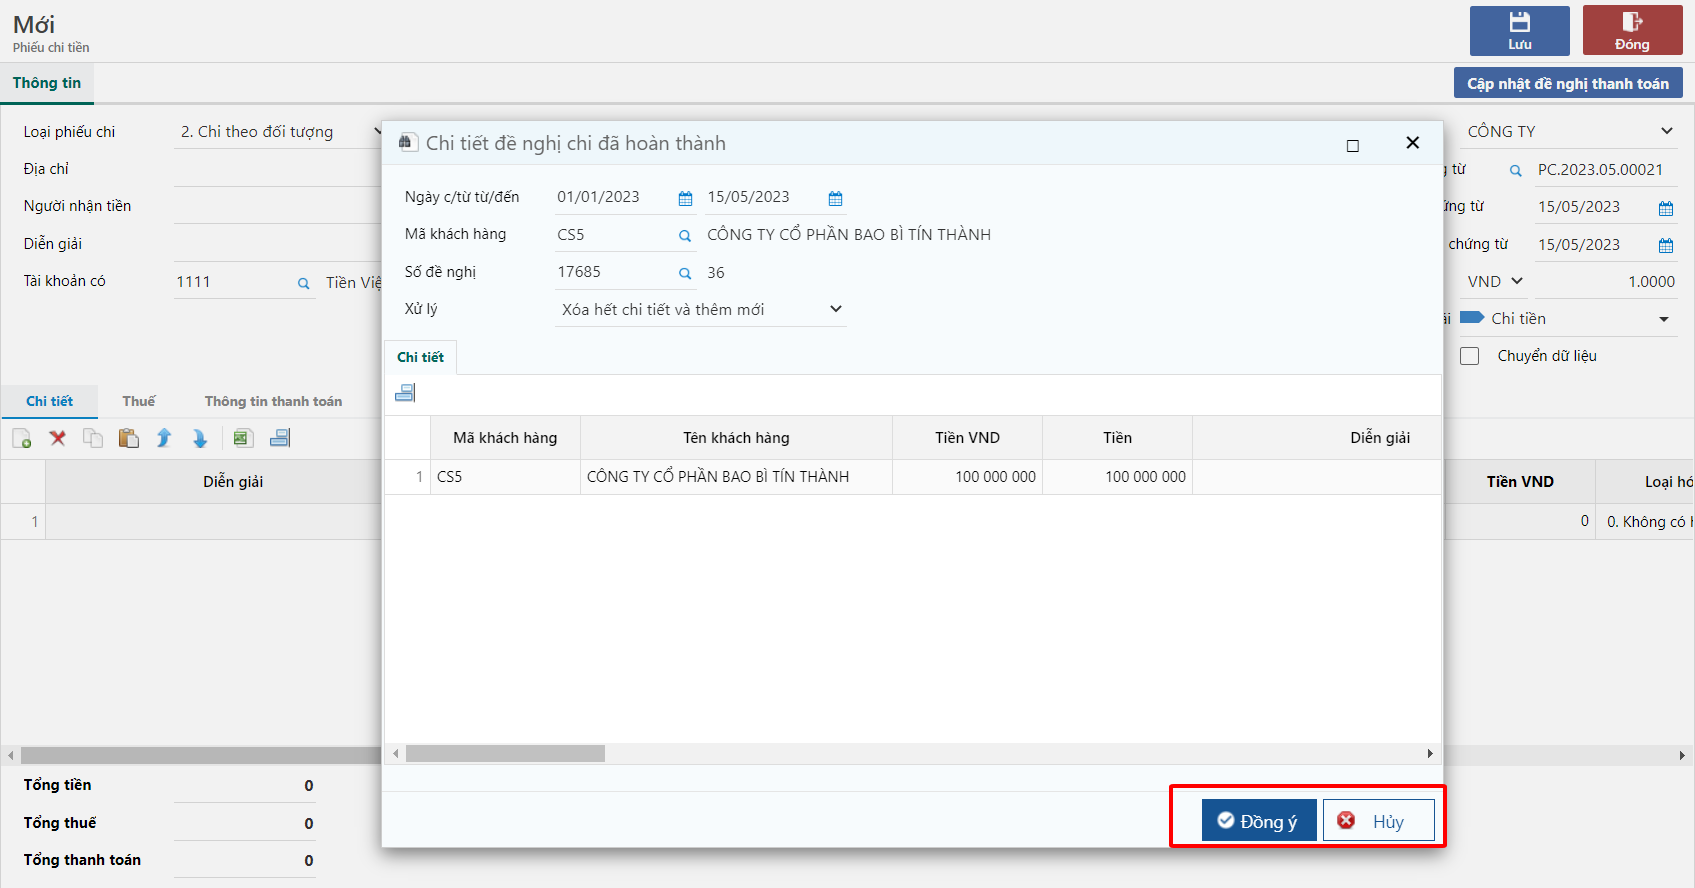 Mới
Phiếu chi tiền
Lưu
Đóng
Thông tin
Cập nhật đề nghị thanh toán
Loại phiếu chi 2. Chi theo đối tượng
Địa chỉ
Người nhận tiền
Diễn giải
Tài khoản có 1111 Tiền Việ
CÔNG TY
từ PC.2023.05.00021
ứng từ 15/05/2023
chứng từ 15/05/2023
VND 1.0000
ái Chi tiền
Chuyển dữ liệu
Chi tiết Thuế Thông tin thanh toán
Diễn giải Tiền VND Loại hó
1 0 0. Không có h
Tổng tiền 0
Tổng thuế 0
Tổng thanh toán 0
Chi tiết đề nghị chi đã hoàn thành
Ngày c/từ từ/đến 01/01/2023 15/05/2023
Mã khách hàng CS5 CÔNG TY CỔ PHẦN BAO BÌ TÍN THÀNH
Số đề nghị 17685 36
Xử lý Xóa hết chi tiết và thêm mới
Chi tiết
Mã khách hàng Tên khách hàng Tiền VND Tiền Diễn giải
1 CS5 CÔNG TY CỔ PHẦN BAO BÌ TÍN THÀNH 100 000 000 100 000 000
Đồng ý Hủy